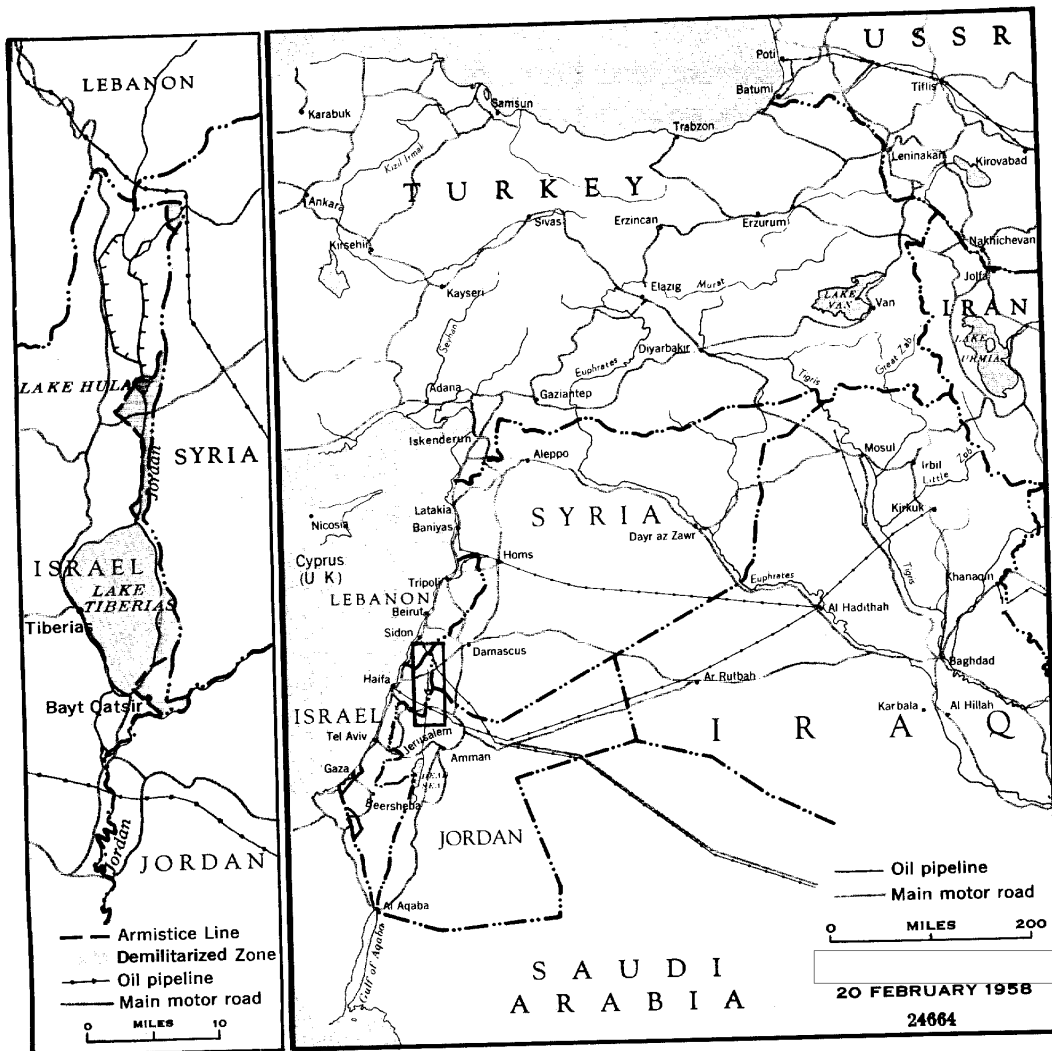 LEBANON
LAKE HULA
Jordan
SYRIA
ISRAEL
LAKE
TIBERIAS
Tiberias
Bayt Qatsir
Jordan
JORDAN
Armistice Line
Demilitarized Zone
Oil pipeline
Main motor road
0 MILES 10
USSR
Poti
Batumi
Tiflis
Samsun
Karabuk
Trabzon
Leninakan
Kirovabad
Kizil Irmak
TURKEY
Ankara
Sivas
Erzincan
Erzurum
Kirsehir
Nakhichevan
Jolfa
Kayseri
Elazig
Murat
LAKE
VAN
Van
IRAN
LAKE
URMIA
Seyhan
Diyarbakir
Euphrates
Great Zab
Tigris
Adana
Gaziantep
Iskenderun
Aleppo
Mosul
Irbil
Little Zab
Latakia
Baniyas
SYRIA
Kirkuk
Nicosia
Dayr az Zawr
Cyprus
(UK)
Homs
Tigris
Khanaqin
Tripoli
Euphrates
LEBANON
Beirut
Al Hadithah
Sidon
Damascus
Baghdad
Haifa
Ar Rutbah
Karbala
Al Hillah
ISRAEL
IRAQ
Tel Aviv
Jerusalem
Amman
Gaza
DEAD
SEA
Beersheba
JORDAN
Al Aqaba
Gulf of Aqaba
SAUDI
ARABIA
Oil pipeline
Main motor road
0 MILES 200
20 FEBRUARY 1958
24664